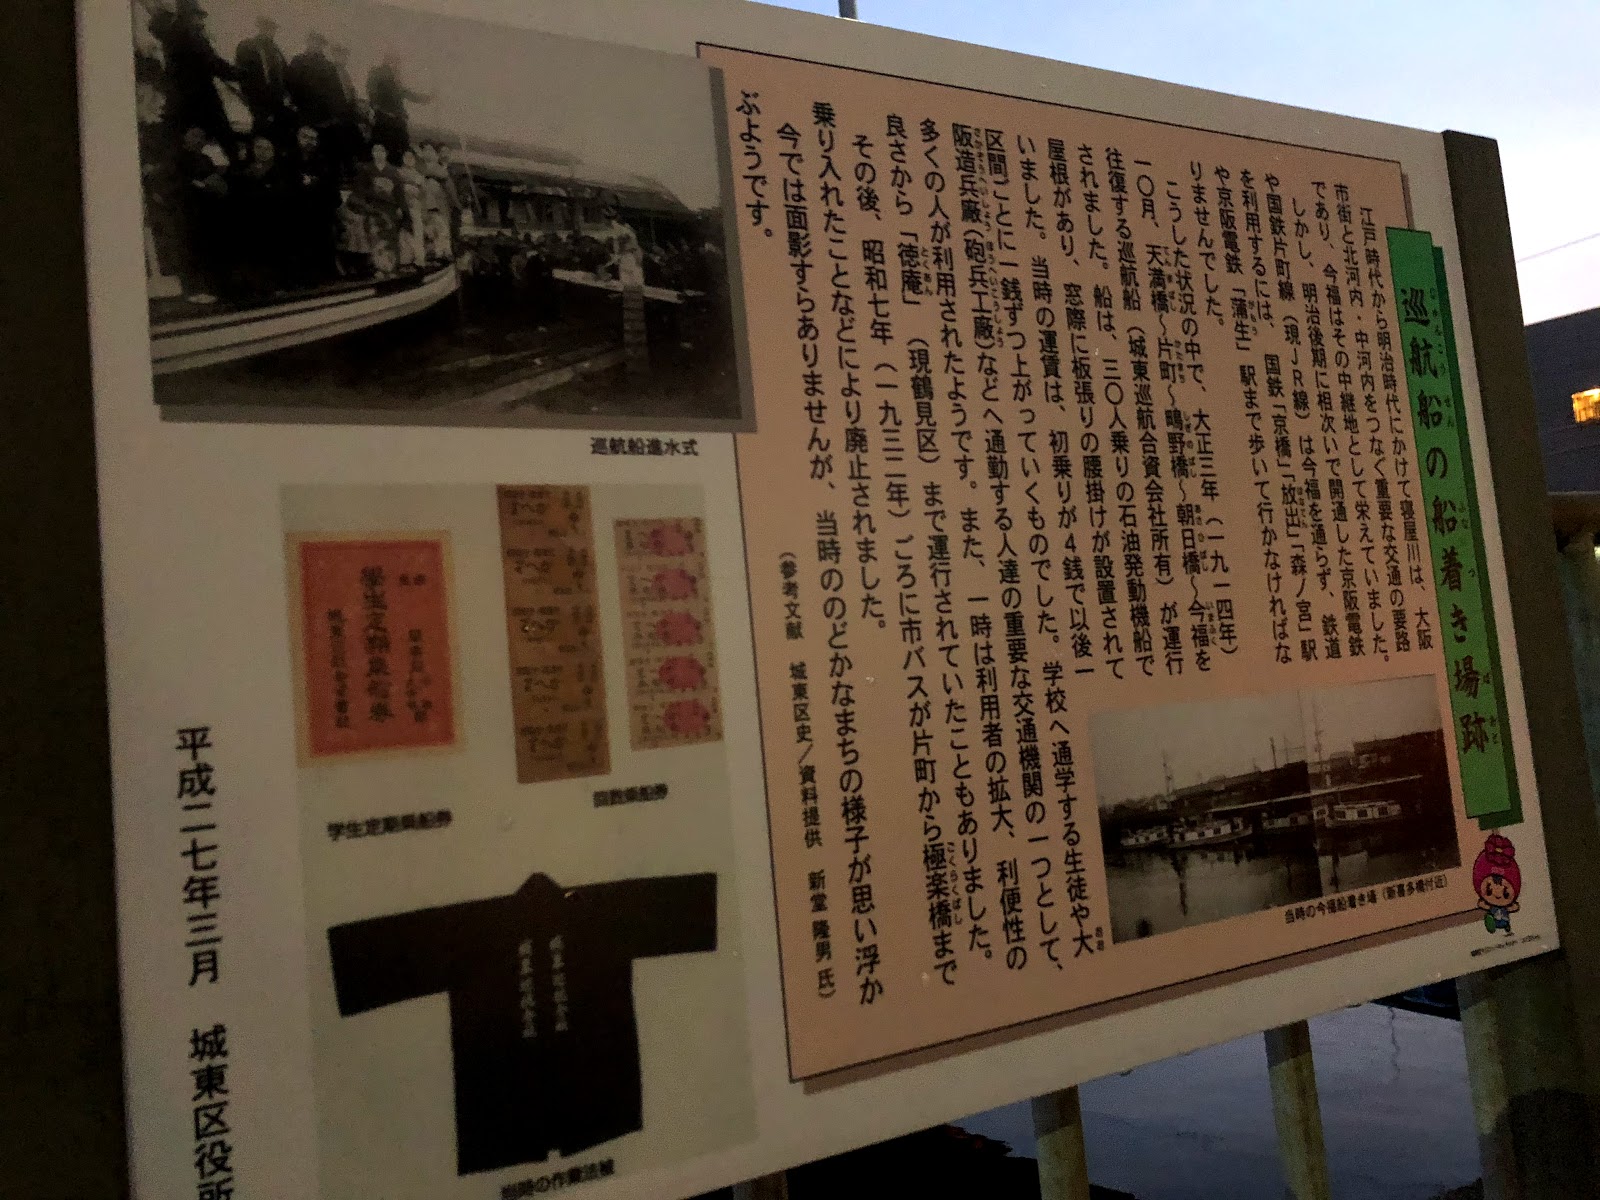 巡航船の船着き場跡
じゅんこうせん ふなつ ばあと
江戸時代から明治時代にかけて寝屋川は、大阪
市街と北河内・中河内をつなぐ重要な交通の要路
であり、今福はその中継地として栄えていました。
しかし、明治後期に相次いで開通した京阪電鉄
や国鉄片町線（現ＪＲ線）は今福を通らず、鉄道
を利用するには、国鉄「京橋」「放出」「森ノ宮」駅
や京阪電鉄「蒲生」駅まで歩いて行かなければな
りませんでした。
こうした状況の中で、大正三年（一九一四年）
一〇月、天満橋～片町～鴫野橋～朝日橋～今福を
往復する巡航船（城東巡航合資会社所有）が運行
されました。船は、三〇人乗りの石油発動機船で
屋根があり、窓際に板張りの腰掛けが設置されて
いました。当時の運賃は、初乗りが４銭で以後一
区間ごとに一銭ずつ上がっていくものでした。学校へ通学する生徒や大
阪造兵廠（砲兵工廠）などへ通勤する人達の重要な交通機関の一つとして、
多くの人が利用されたようです。また、一時は利用者の拡大、利便性の
良さから「徳庵」（現鶴見区）まで運行されていたこともありました。
その後、昭和七年（一九三二年）ごろに市バスが片町から極楽橋まで
乗り入れたことなどにより廃止されました。
今では面影すらありませんが、当時ののどかなまちの様子が思い浮か
ぶようです。
（参考文献　城東区史／資料提供　新堂 隆男 氏）
当時の今福船着き場（新喜多橋付近）
巡航船進水式
学生定期乗船券
回数乗船券
当時の作業法被
平成二七年三月　城東区役所